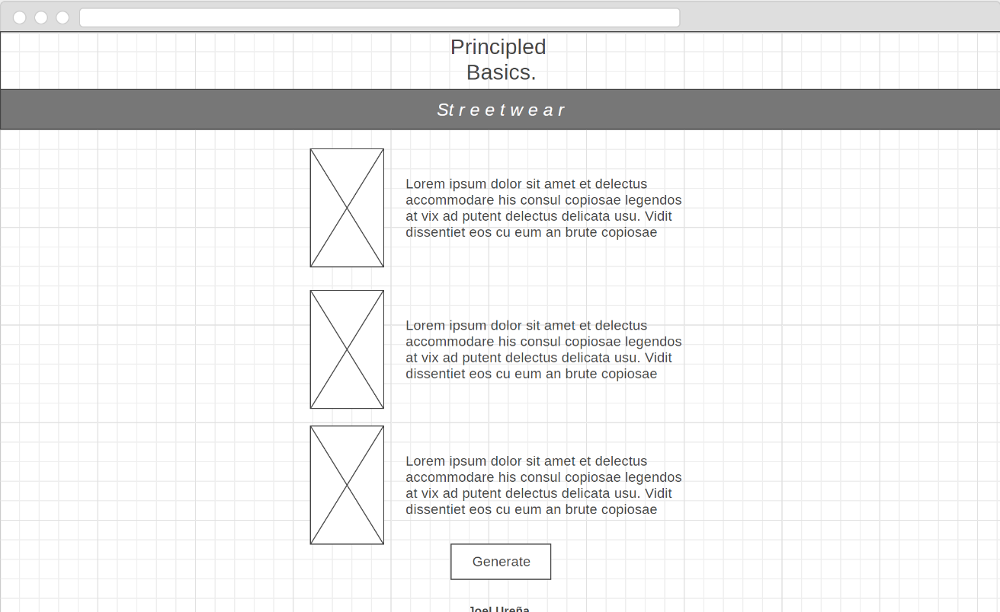 Principled
Basics.
Streetwear
Lorem ipsum dolor sit amet et delectus
accommodare his consul copiosae legendos
at vix ad putent delectus delicata usu. Vidit
dissentiet eos cu eum an brute copiosae
Lorem ipsum dolor sit amet et delectus
accommodare his consul copiosae legendos
at vix ad putent delectus delicata usu. Vidit
dissentiet eos cu eum an brute copiosae
Lorem ipsum dolor sit amet et delectus
accommodare his consul copiosae legendos
at vix ad putent delectus delicata usu. Vidit
dissentiet eos cu eum an brute copiosae
Generate
Joel Ureña